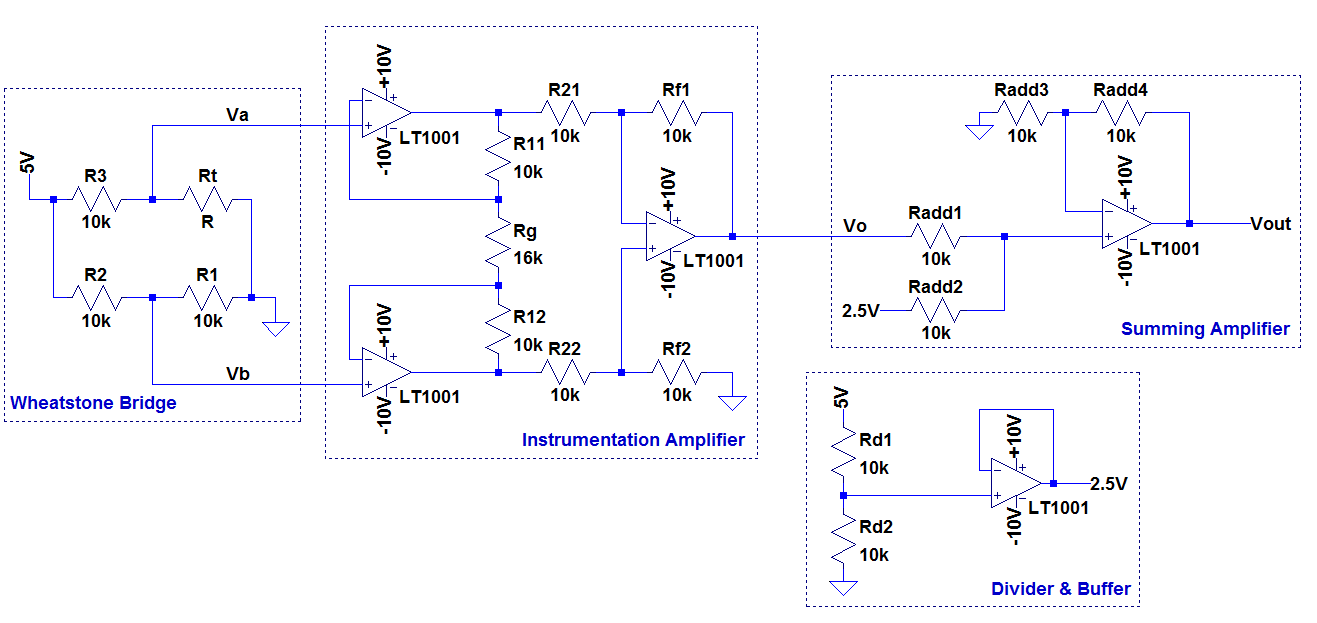 Va
5V
R3
10k
Rt
R
R2
10k
R1
10k
Vb
Wheatstone Bridge
+10V
-10V
LT1001
R21
10k
Rf1
10k
R11
10k
Rg
16k
+10V
-10V
LT1001
R12
10k
+10V
-10V
LT1001
R22
10k
Rf2
10k
Instrumentation Amplifier
Vo
Radd3
10k
Radd4
10k
Radd1
10k
2.5V
Radd2
10k
+10V
-10V
LT1001
Vout
Summing Amplifier
5V
Rd1
10k
Rd2
10k
+10V
-10V
LT1001
2.5V
Divider & Buffer